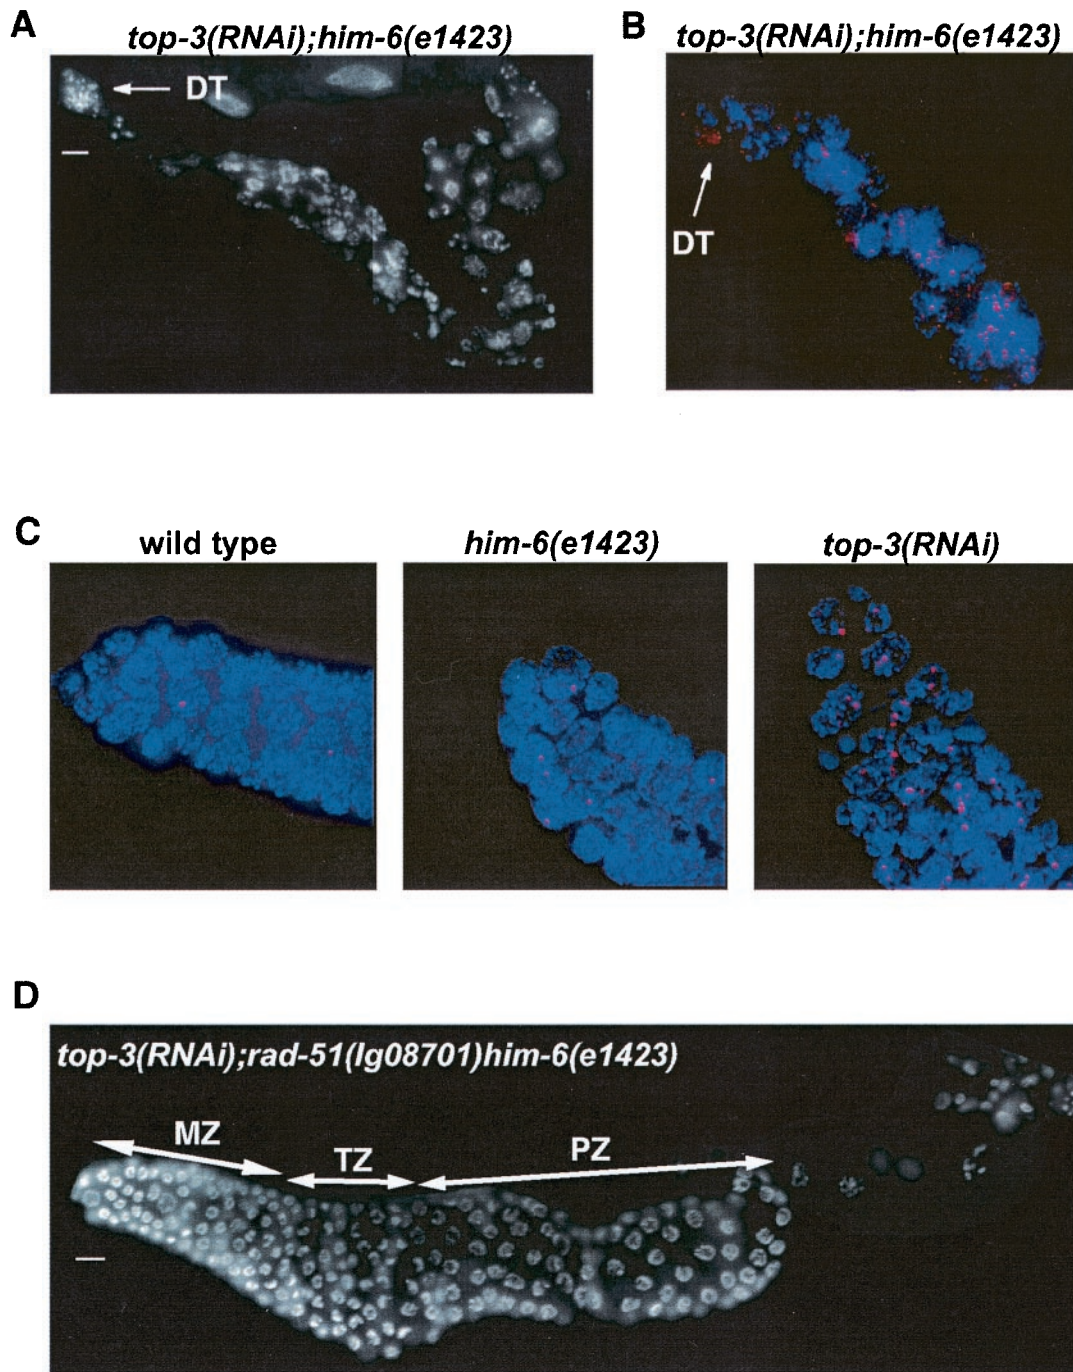 A
top-3(RNAi);him-6(e1423)
DT
B
top-3(RNAi);him-6(e1423)
DT
C
wild type
him-6(e1423)
top-3(RNAi)
D
top-3(RNAi);rad-51(lg08701)him-6(e1423)
MZ
TZ
PZ